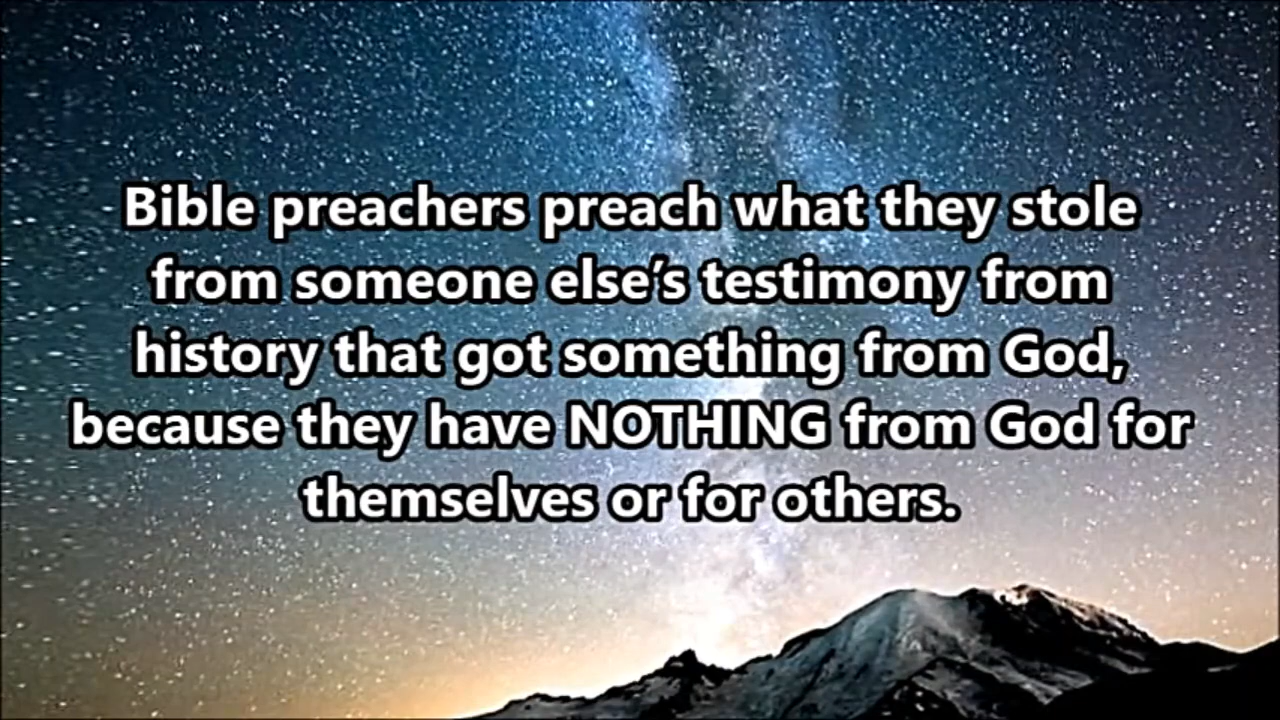 Bible preachers preach what they stole
from someone else’s testimony from
history that got something from God,
because they have NOTHING from God for
themselves or for others.